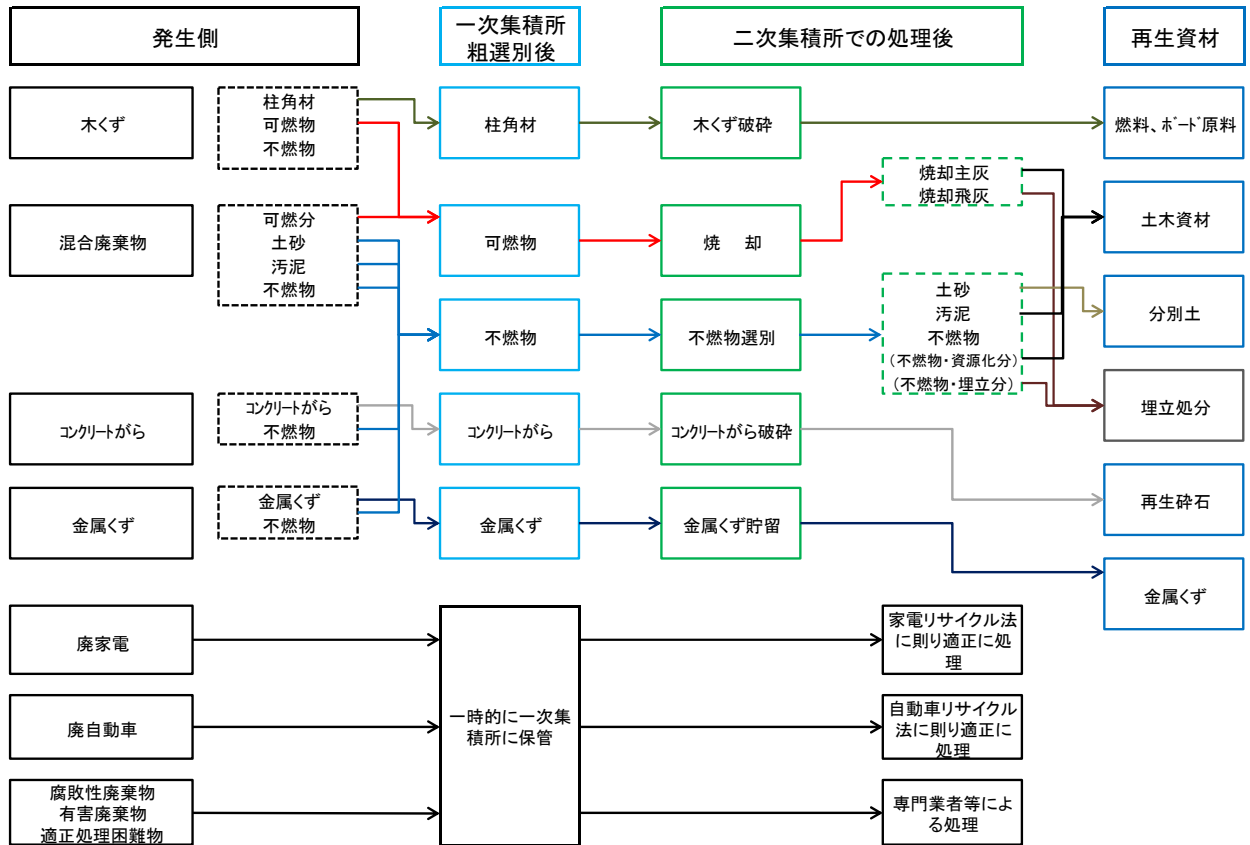 発生側
一次集積所
粗選別後
二次集積所での処理後
再生資材
木くず
柱角材
可燃物
不燃物
柱角材
木くず破砕
燃料、ボード原料
混合廃棄物
可燃分
土砂
汚泥
不燃物
可燃物
焼　却
焼却主灰
焼却飛灰
土木資材
不燃物
不燃物選別
土砂
汚泥
不燃物
(不燃物・資源化分)
(不燃物・埋立分)
分別土
埋立処分
コンクリートがら
コンクリートがら
不燃物
コンクリートがら
コンクリートがら破砕
再生砕石
金属くず
金属くず
不燃物
金属くず
金属くず貯留
金属くず
廃家電
一時的に一次集
積所に保管
家電リサイクル法
に則り適正に処
理
廃自動車
自動車リサイクル
法に則り適正に
処理
腐敗性廃棄物
有害廃棄物
適正処理困難物
専門業者等によ
る処理